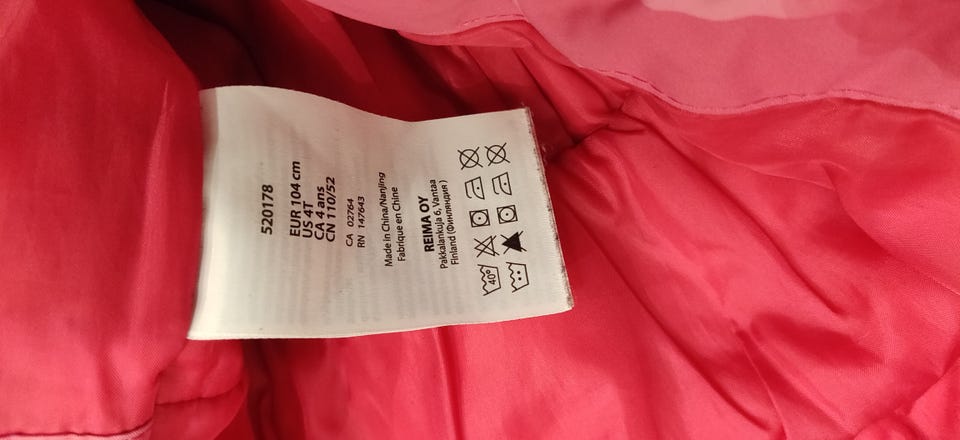 520178
EUR 104 cm
US 4T
CA 4 ans
CN 110/52
CA 02764
RN 147643
Made in China/Nanjing
Fabrique en Chine
REIMA OY
Pakkalankuja 6, Vantaa
Finland (Финляндия)
40°